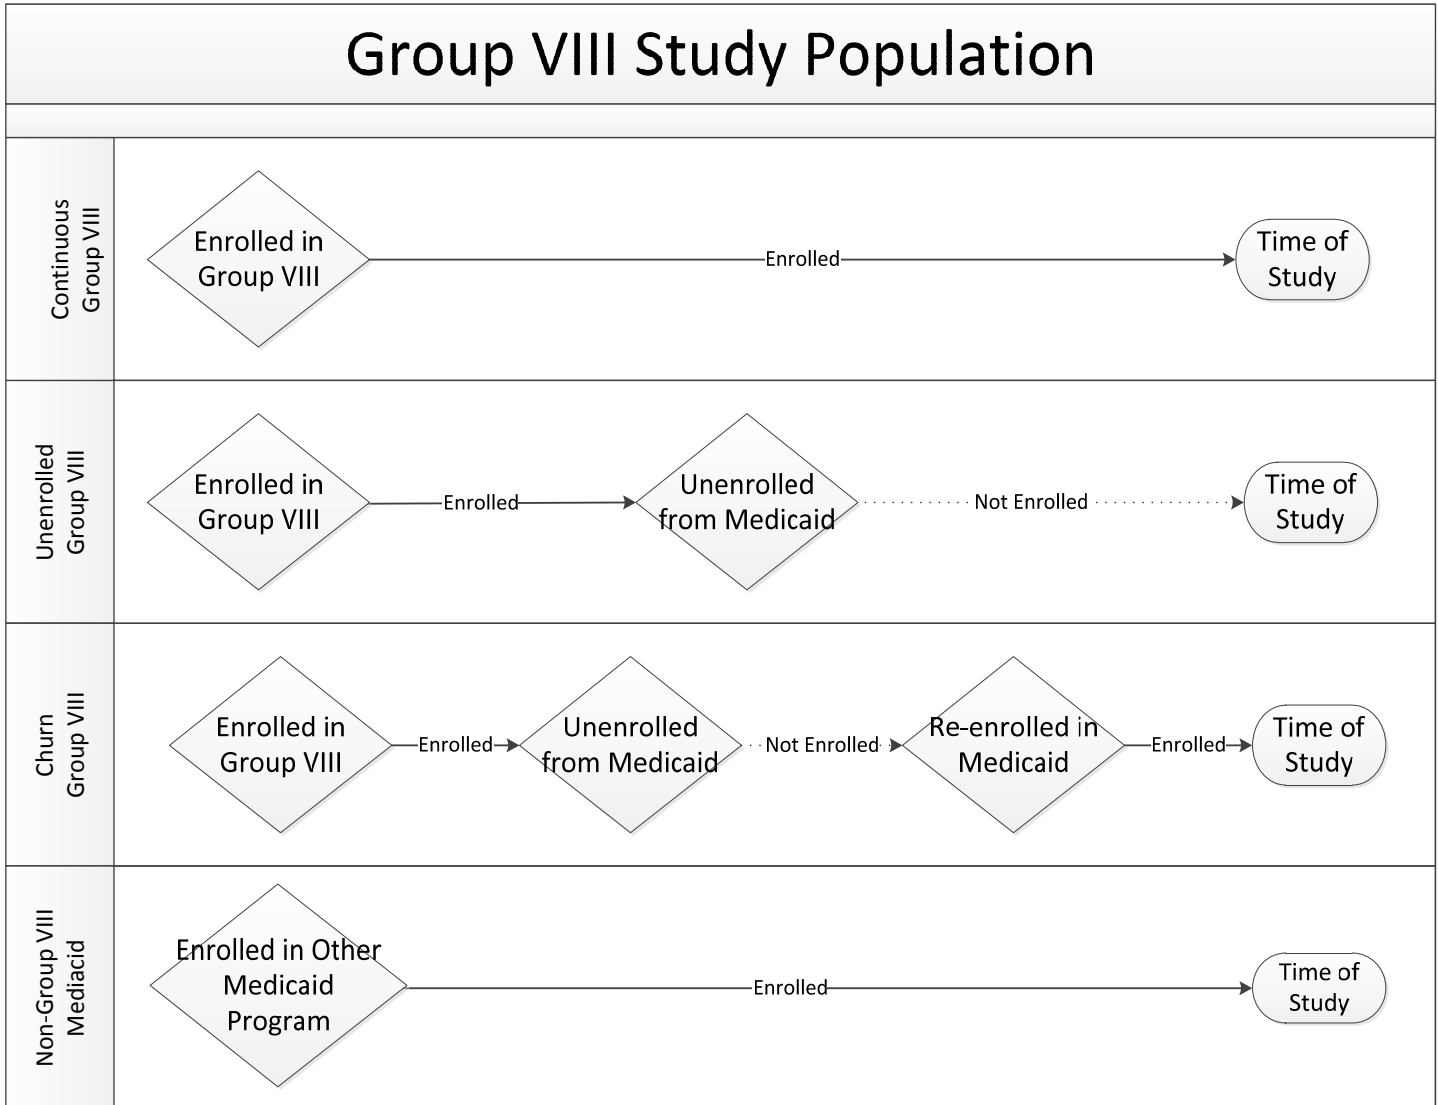 Group VIII Study Population
Continuous
Group VIII
Enrolled in
Group VIII
Enrolled
Time of
Study
Unenrolled
Group VIII
Enrolled in
Group VIII
Enrolled
Unenrolled
from Medicaid
Not Enrolled
Time of
Study
Churn
Group VIII
Enrolled in
Group VIII
Enrolled
Unenrolled
from Medicaid
Not Enrolled
Re-enrolled in
Medicaid
Enrolled
Time of
Study
Non-Group VIII
Mediacid
Enrolled in Other
Medicaid
Program
Enrolled
Time of
Study